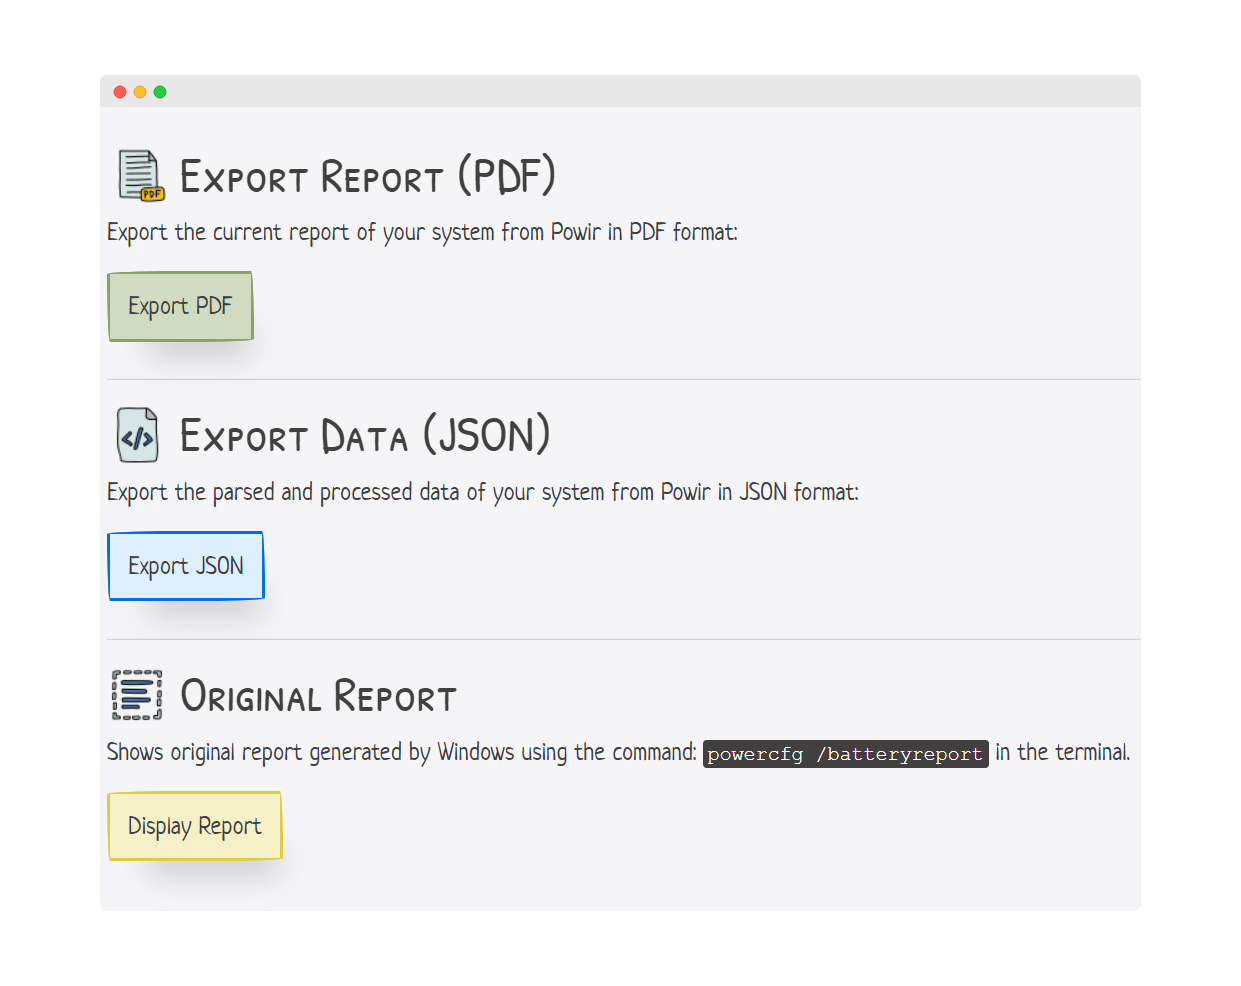 PDF
Export Report (PDF)
Export the current report of your system from Powir in PDF format:
Export PDF
</>
Export Data (JSON)
Export the parsed and processed data of your system from Powir in JSON format:
Export JSON
Original Report
Shows original report generated by Windows using the command: powercfg /batteryreport in the terminal.
Display Report